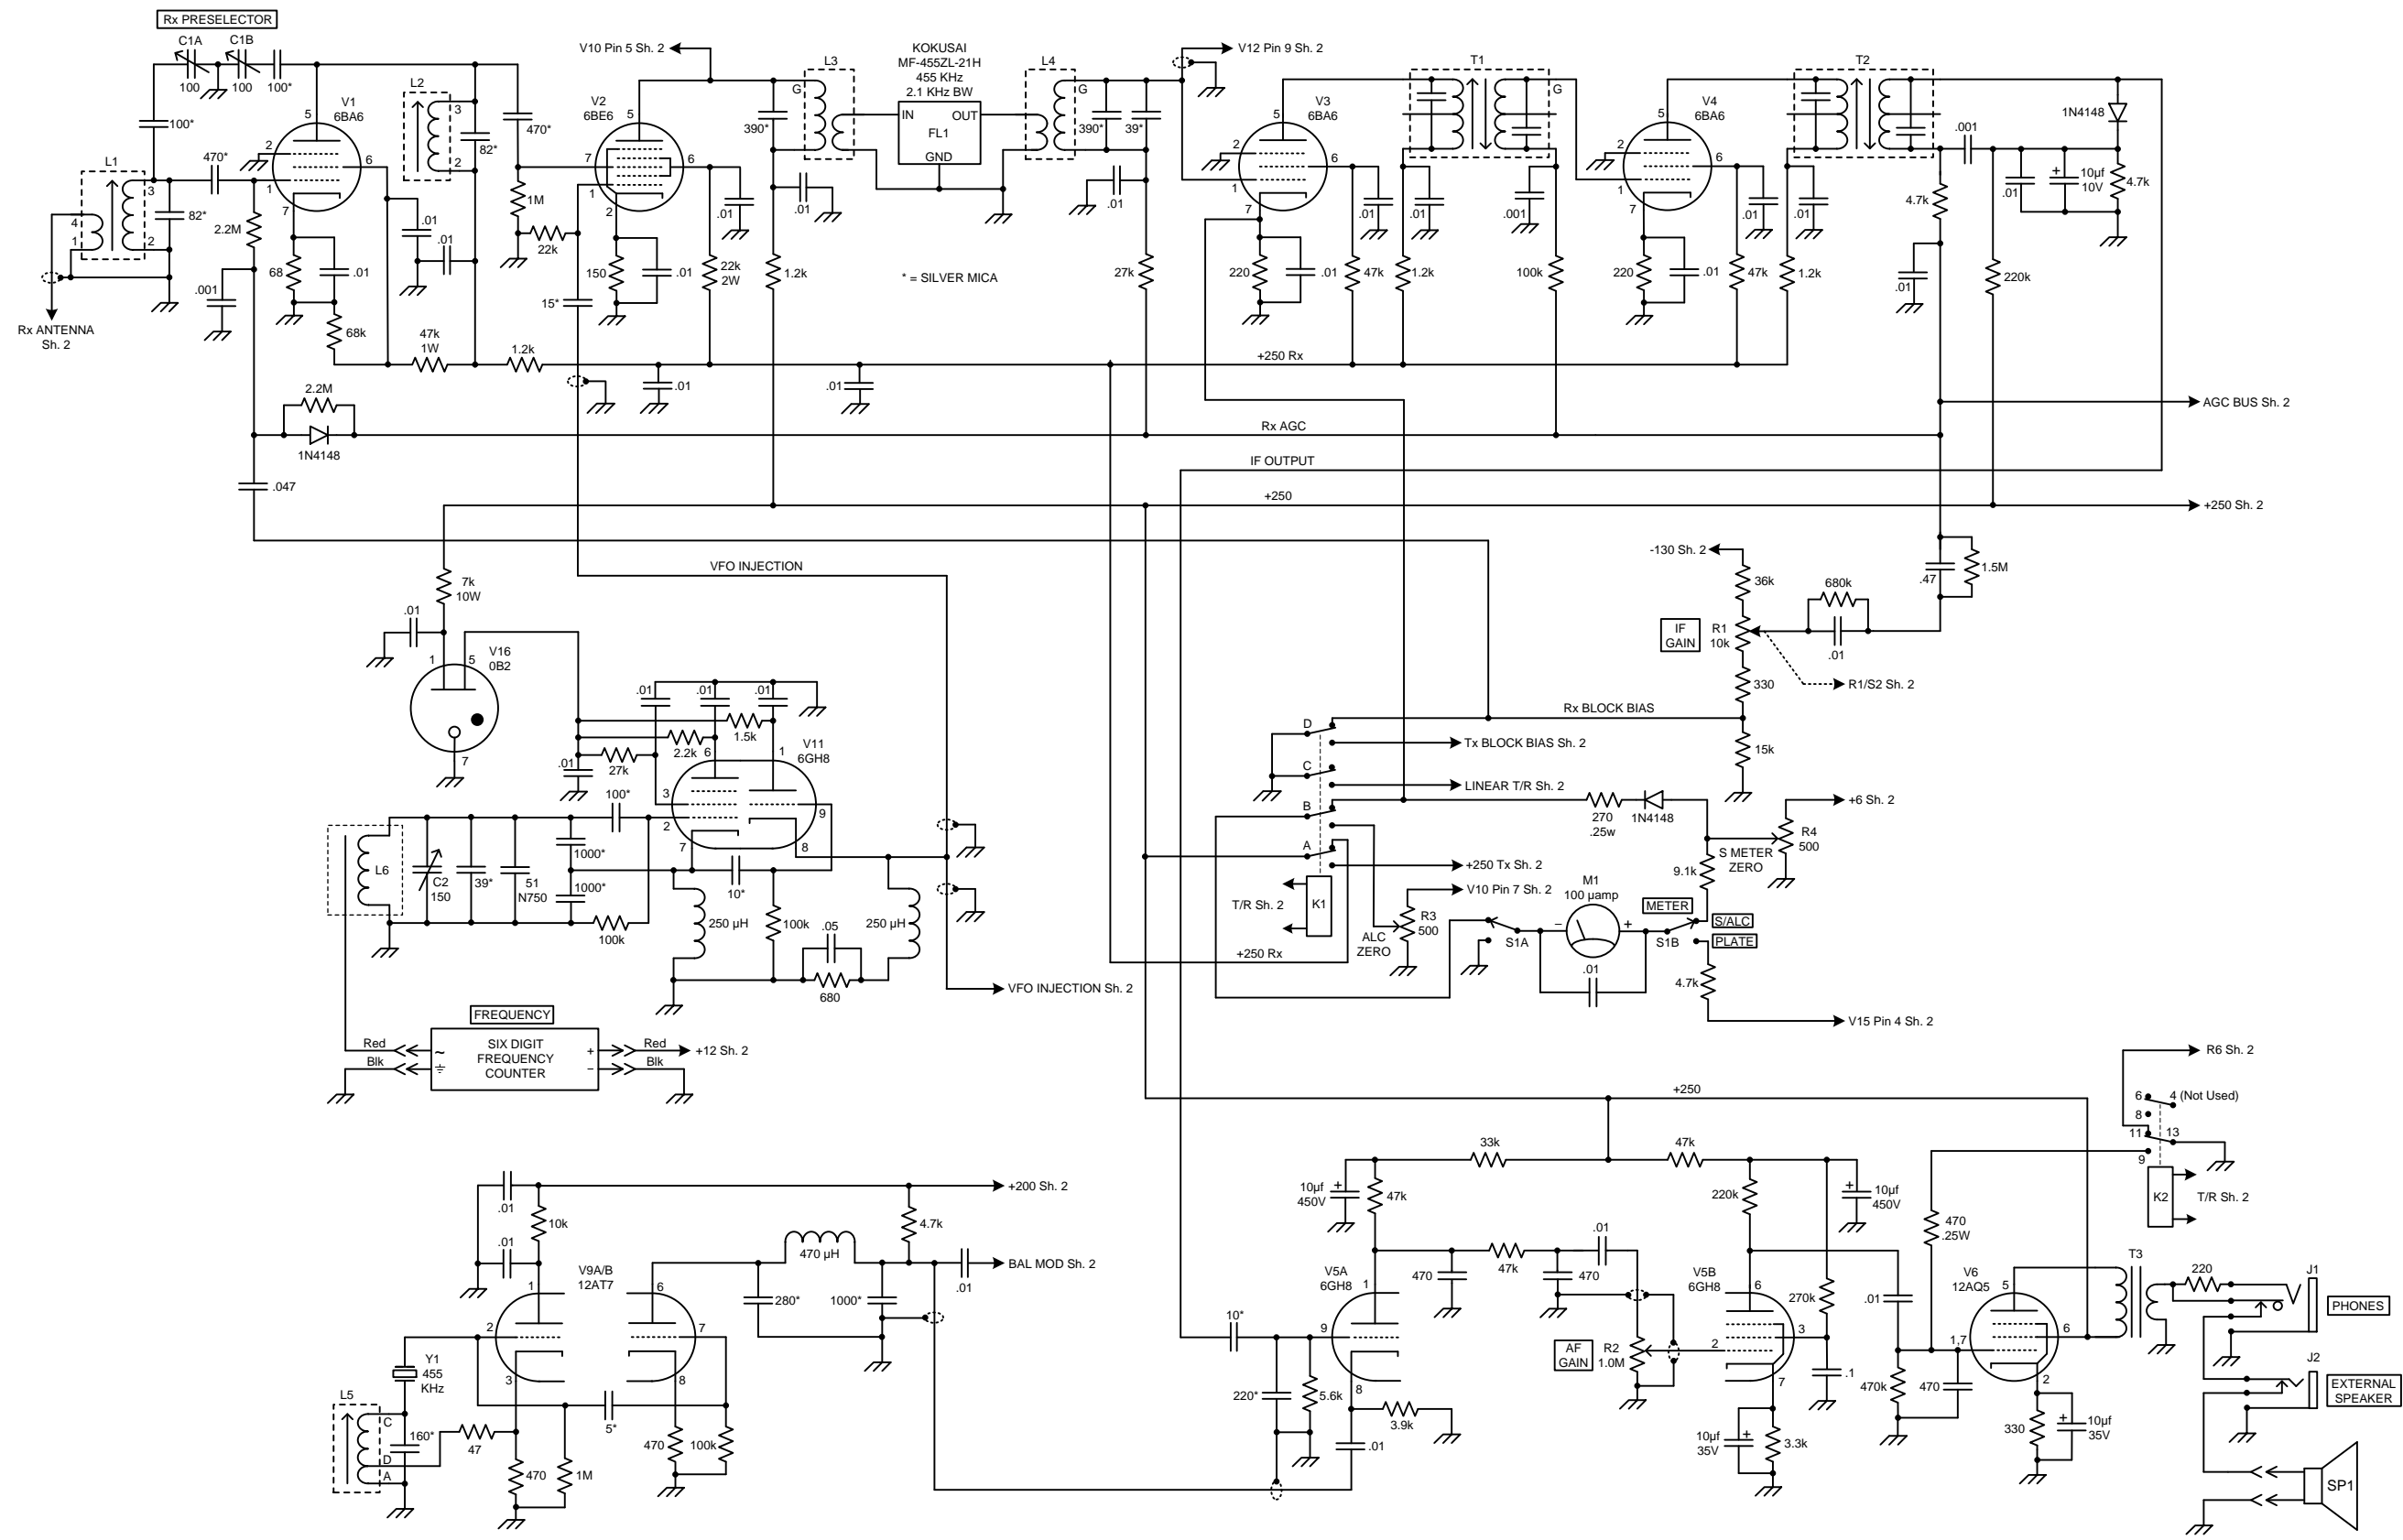 Rx PRESELECTOR
C1A
C1B
100
100
100*
100*
L1
3
4
1
2
82*
470*
2.2M
.001
Rx ANTENNA
Sh. 2
V1
6BA6
5
2
6
1
7
68
.01
68k
L2
3
2
82*
.01
.01
47k
1W
1.2k
470*
1M
22k
15*
V10 Pin 5 Sh. 2
V2
6BE6
5
7
6
1
2
150
.01
22k
2W
.01
390*
.01
1.2k
L3
G
KOKUSAI
MF-455ZL-21H
455 KHz
2.1 KHz BW
IN
OUT
FL1
GND
* = SILVER MICA
L4
G
390*
39*
.01
27k
V12 Pin 9 Sh. 2
V3
6BA6
5
2
6
1
7
220
.01
47k
.01
1.2k
.01
T1
G
.001
100k
V4
6BA6
5
2
6
1
7
220
.01
47k
.01
1.2k
.01
T2
1N4148
.001
.01
10µf
10V
4.7k
4.7k
.01
220k
+250 Rx
.01
.01
AGC BUS Sh. 2
2.2M
1N4148
Rx AGC
IF OUTPUT
.047
+250
+250 Sh. 2
VFO INJECTION
7k
10W
.01
V16
0B2
1
5
7
-130 Sh. 2
36k
IF
GAIN
R1
10k
680k
.01
.47
1.5M
330
R1/S2 Sh. 2
Rx BLOCK BIAS
15k
.01
.01
.01
1.5k
2.2k
27k
.01
V11
6GH8
6
1
3
9
2
7
8
100*
L6
C2
150
39*
51
N750
1000*
1000*
100k
10*
250 µH
100k
.05
680
250 µH
VFO INJECTION Sh. 2
D
Tx BLOCK BIAS Sh. 2
C
LINEAR T/R Sh. 2
B
A
+250 Tx Sh. 2
T/R Sh. 2
K1
+250 Rx
270
.25w
1N4148
+6 Sh. 2
R4
500
S METER
ZERO
9.1k
V10 Pin 7 Sh. 2
R3
500
ALC
ZERO
M1
100 µamp
–
+
S1A
.01
METER
S1B
S/ALC
PLATE
4.7k
V15 Pin 4 Sh. 2
FREQUENCY
SIX DIGIT
FREQUENCY
COUNTER
~
+
–
Red
Blk
Red
Blk
+12 Sh. 2
+250
R6 Sh. 2
6
4 (Not Used)
8
11
13
9
K2
T/R Sh. 2
+200 Sh. 2
.01
10k
.01
4.7k
V9A/B
12AT7
1
2
3
6
7
8
470 µH
280*
1000*
.01
BAL MOD Sh. 2
Y1
455
KHz
L5
C
D
A
160*
47
470
1M
5*
470
100k
33k
47k
10µf
450V
+
47k
V5A
6GH8
1
9
8
10*
220*
5.6k
3.9k
.01
470
47k
470
.01
AF
GAIN
R2
1.0M
220k
V5B
6GH8
6
2
3
7
270k
10µf
450V
+
.1
10µf
35V
+
3.3k
.01
470k
470
470
.25W
V6
12AQ5
5
1,7
6
2
330
10µf
35V
+
T3
220
J1
PHONES
J2
EXTERNAL
SPEAKER
SP1